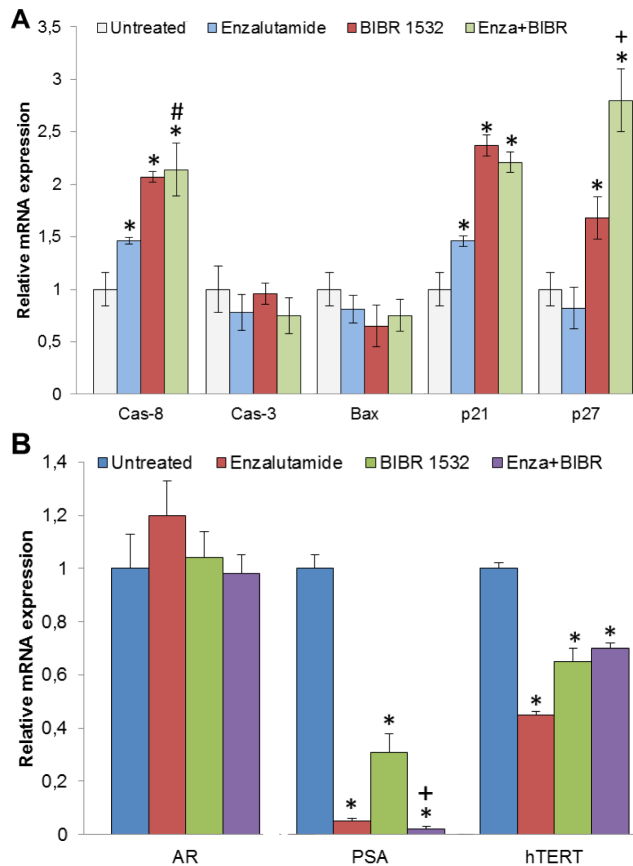 A
Untreated Enzalutamide BIBR 1532 Enza+BIBR
Relative mRNA expression
3,5
3
2,5
2
1,5
1
0,5
0
* * # *
* * *
* + *
Cas-8 Cas-3 Bax p21 p27
B
Untreated Enzalutamide BIBR 1532 Enza+BIBR
Relative mRNA expression
1,4
1,2
1
0,8
0,6
0,4
0,2
0
* * + *
* * *
AR PSA hTERT